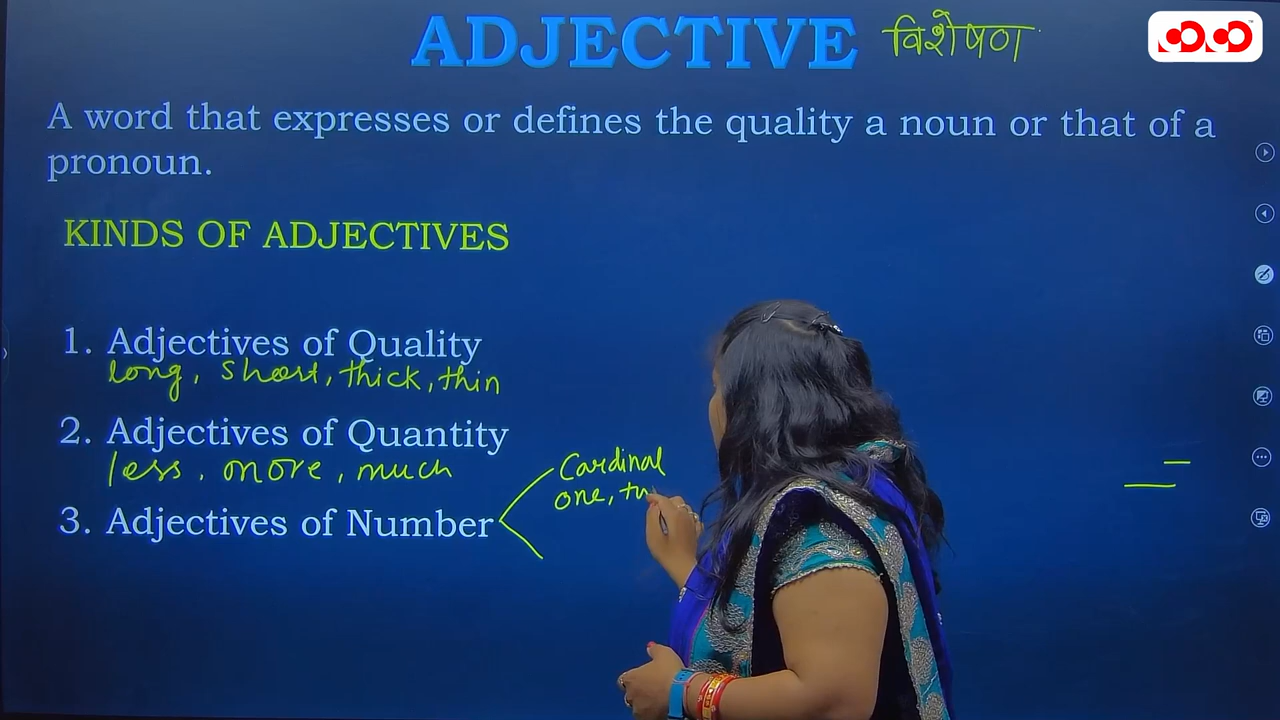 ADJECTIVE विशेषण
A word that expresses or defines the quality a noun or that of a
pronoun.
KINDS OF ADJECTIVES
1. Adjectives of Quality
long, short, thick, thin
2. Adjectives of Quantity
less, more, much
3. Adjectives of Number
Cardinal
one, tw